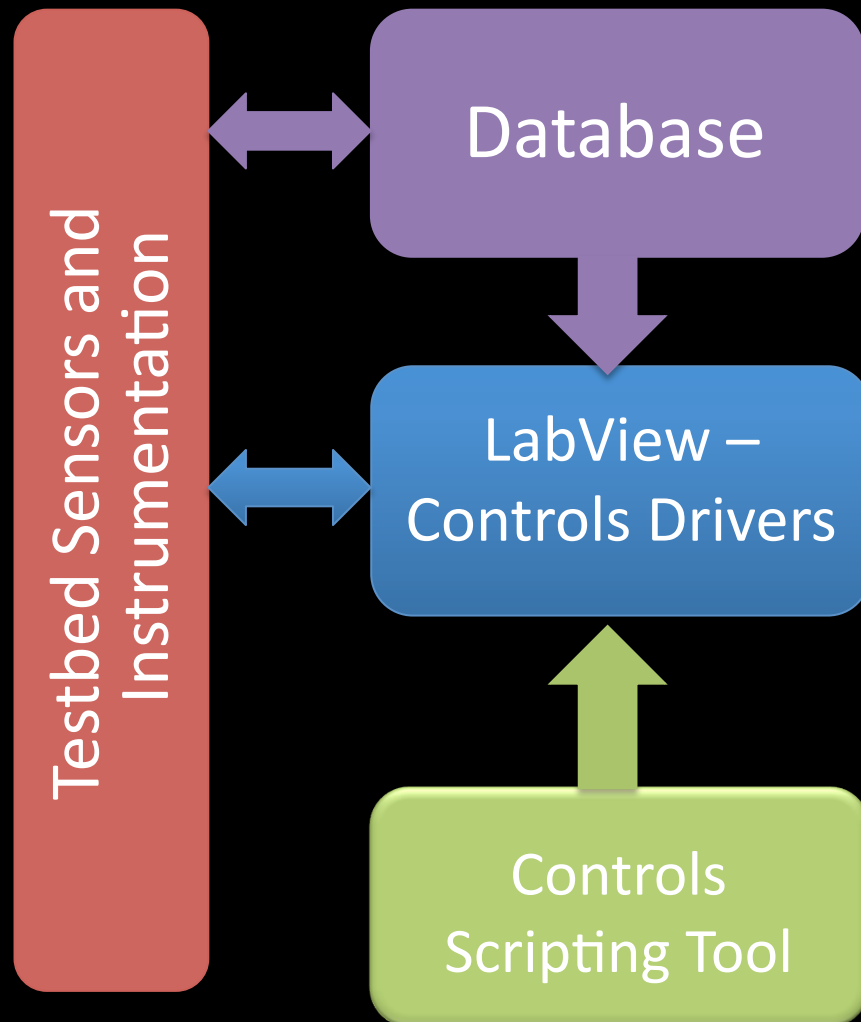 Testbed Sensors and
Instrumentation
Database
LabView –
Controls Drivers
Controls
Scripting Tool